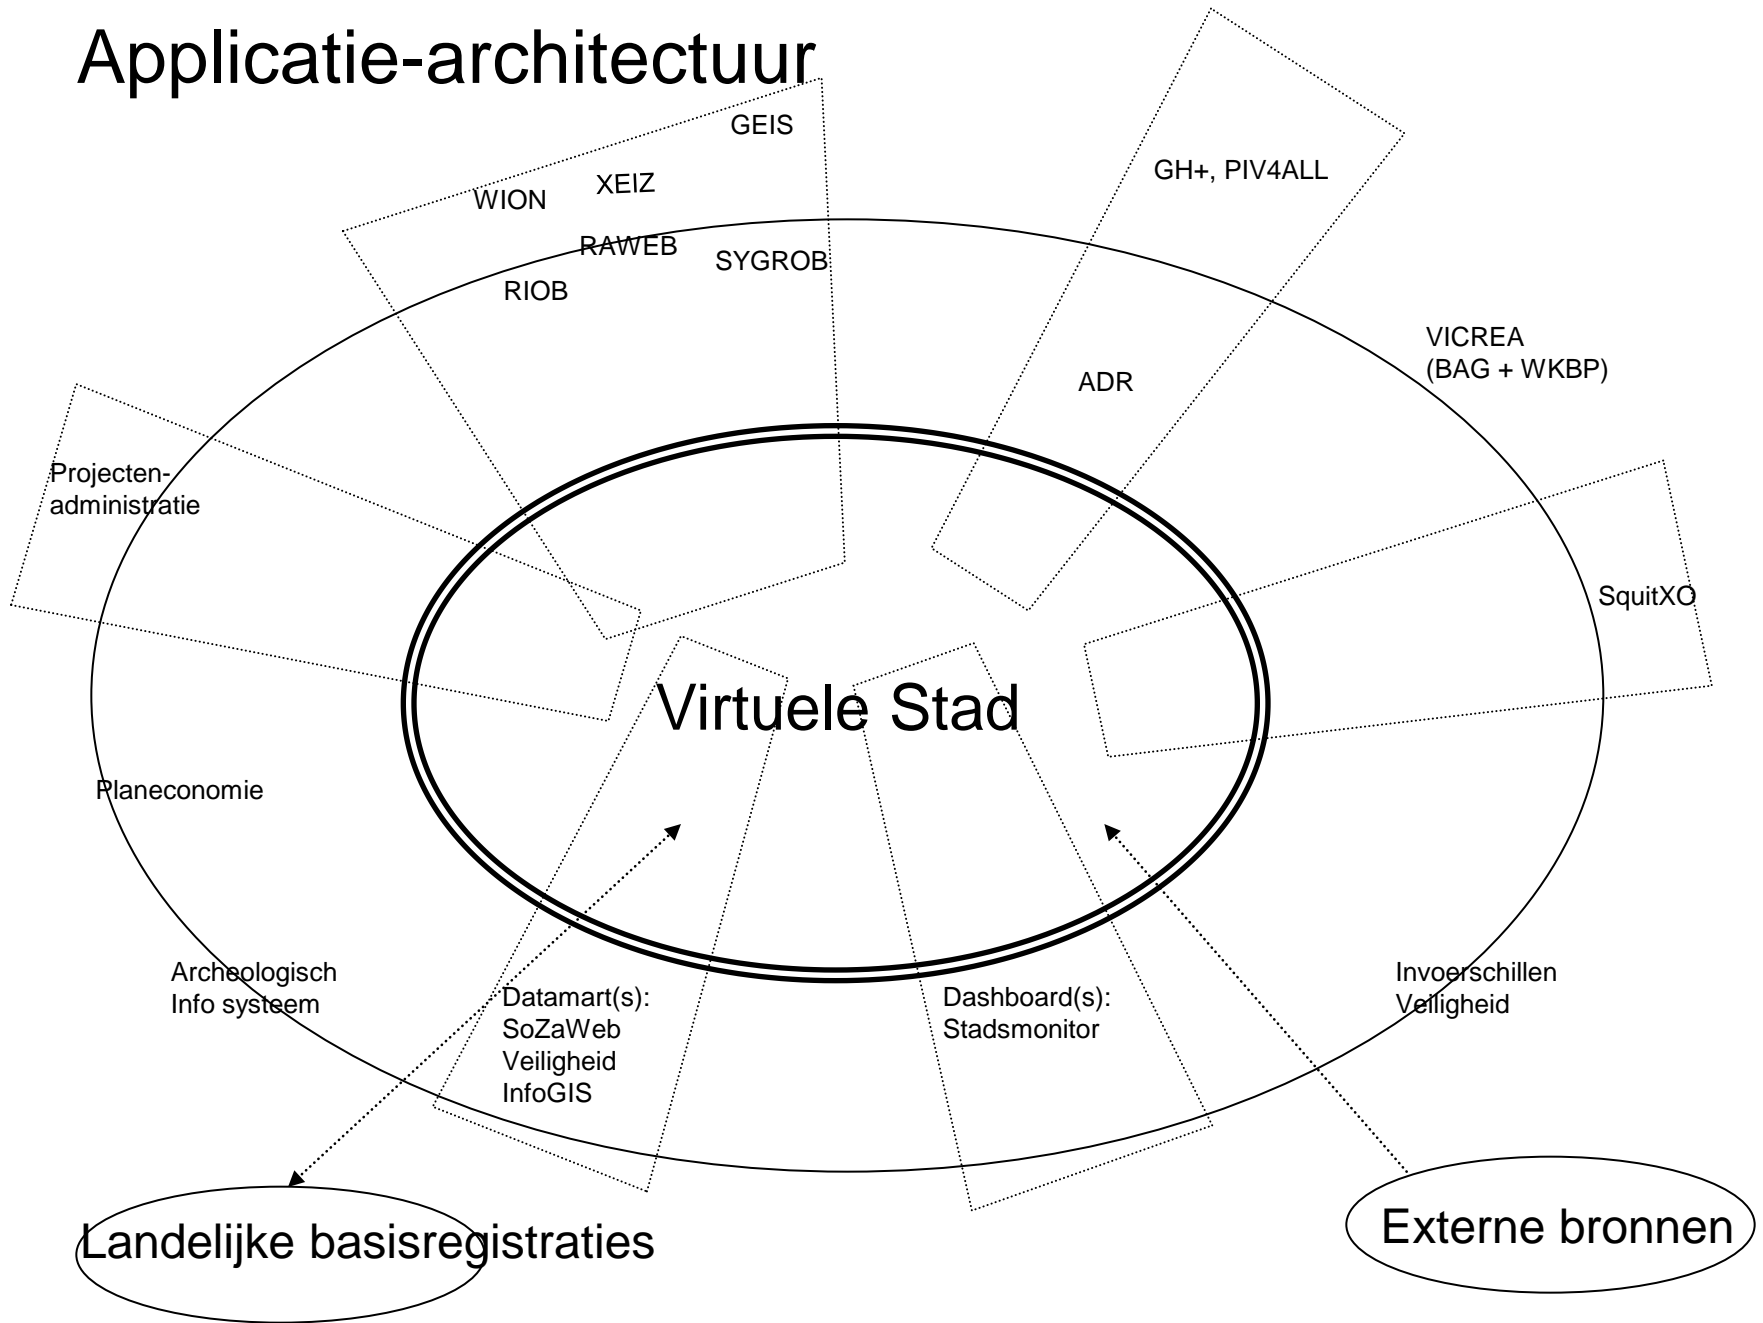 Applicatie-architectuur
GEIS
WION
XEIZ
RAWEB
SYGROB
RIOB
GH+, PIV4ALL
ADR
VICREA
(BAG + WKBP)
Projecten-
administratie
SquitXO
Virtuele Stad
Planeconomie
Archeologisch
Info systeem
Datamart(s):
SoZaWeb
Veiligheid
InfoGIS
Dashboard(s):
Stadsmonitor
Invoerschillen
Veiligheid
Landelijke basisregistraties
Externe bronnen